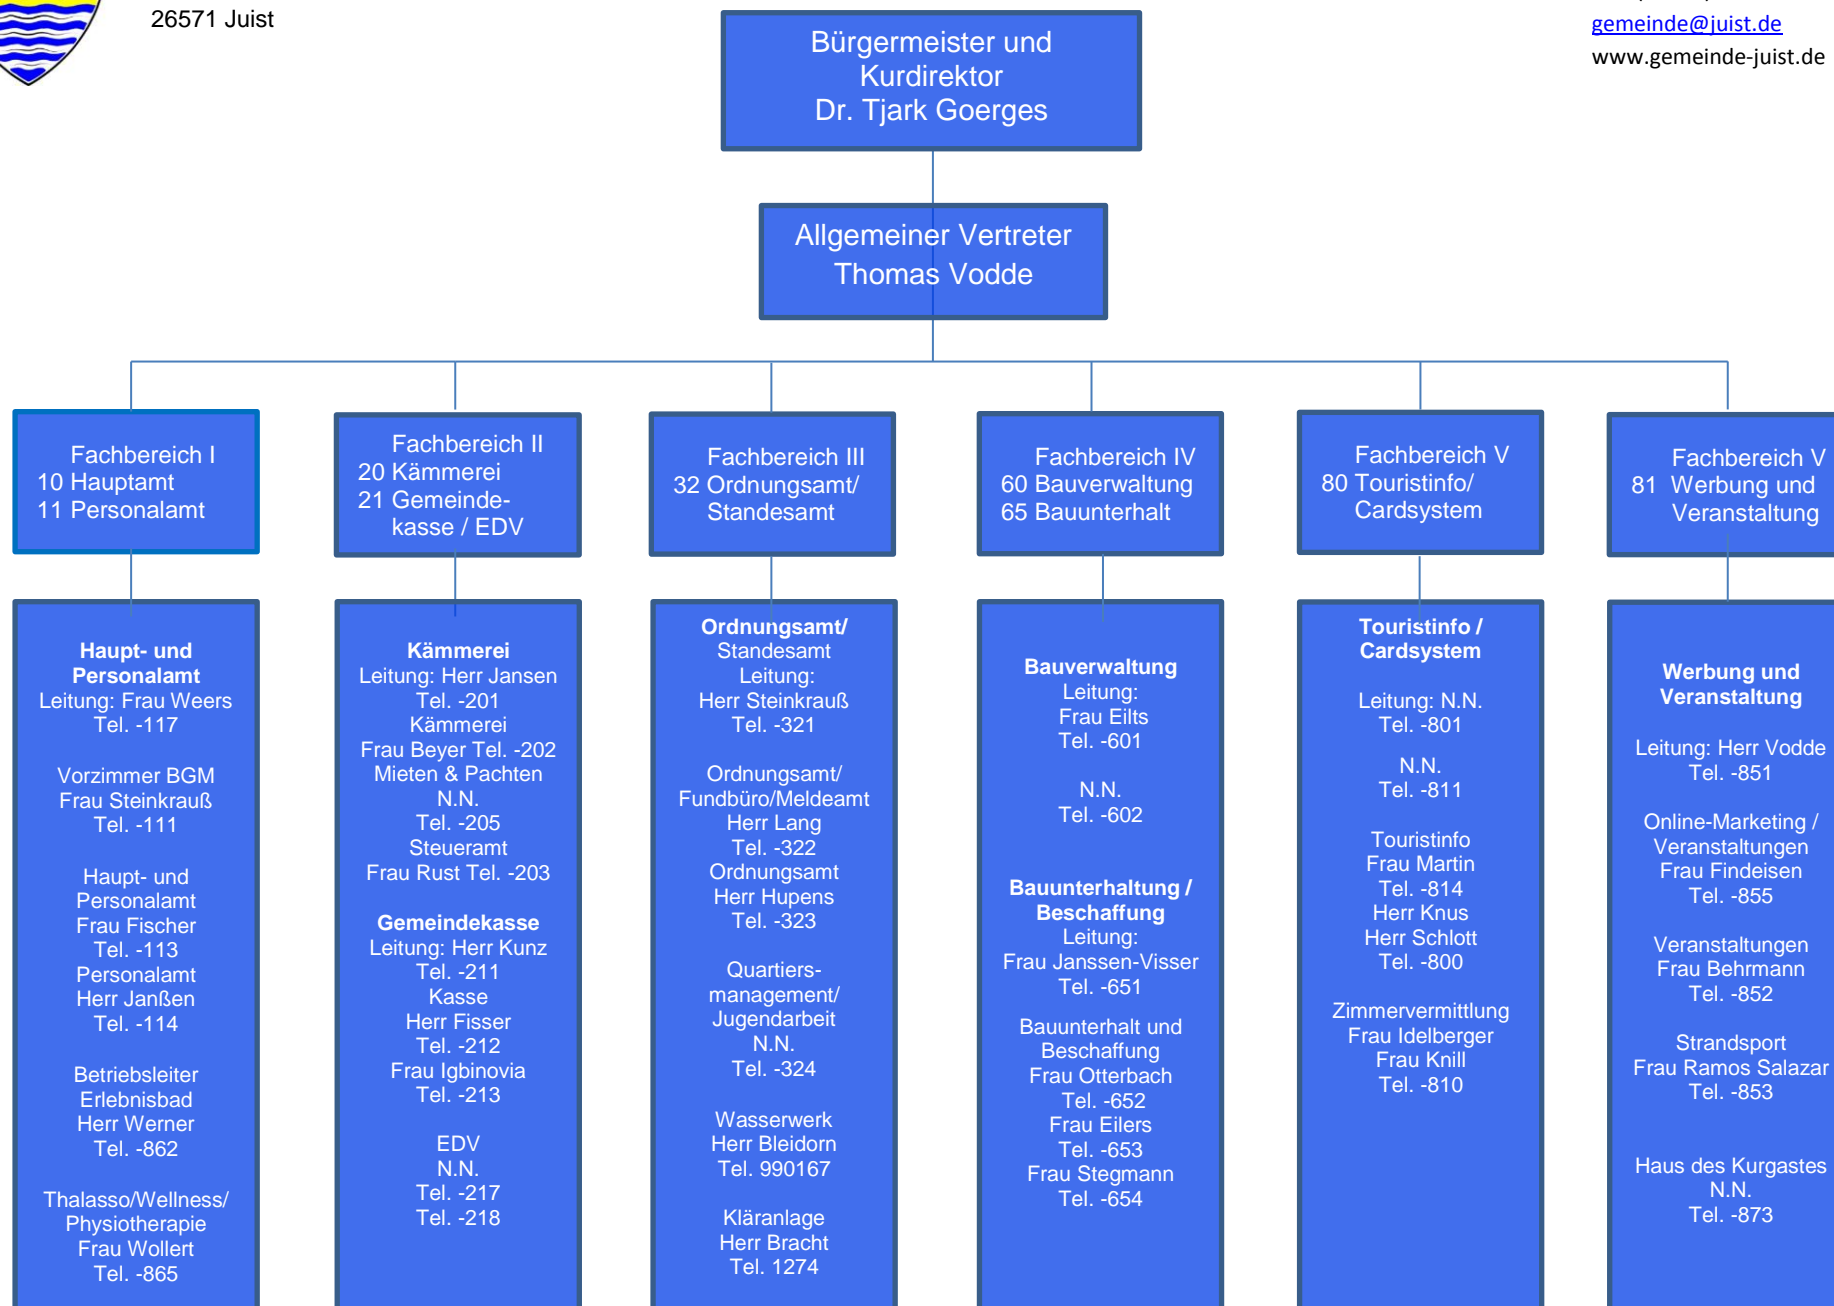 26571 Juist
gemeinde@juist.de
www.gemeinde-juist.de
Bürgermeister und
Kurdirektor
Dr. Tjark Goerges
Allgemeiner Vertreter
Thomas Vodde
Fachbereich I
10 Hauptamt
11 Personalamt
Fachbereich II
20 Kämmerei
21 Gemeinde-
kasse / EDV
Fachbereich III
32 Ordnungsamt/
Standesamt
Fachbereich IV
60 Bauverwaltung
65 Bauunterhalt
Fachbereich V
80 Touristinfo/
Cardsystem
Fachbereich V
81 Werbung und
Veranstaltung
Haupt- und
Personalamt
Leitung: Frau Weers
Tel. -117
Vorzimmer BGM
Frau Steinkrauß
Tel. -111
Haupt- und
Personalamt
Frau Fischer
Tel. -113
Personalamt
Herr Janßen
Tel. -114
Betriebsleiter
Erlebnisbad
Herr Werner
Tel. -862
Thalasso/Wellness/
Physiotherapie
Frau Wollert
Tel. -865
Kämmerei
Leitung: Herr Jansen
Tel. -201
Kämmerei
Frau Beyer Tel. -202
Mieten & Pachten
N.N.
Tel. -205
Steueramt
Frau Rust Tel. -203
Gemeindekasse
Leitung: Herr Kunz
Tel. -211
Kasse
Herr Fisser
Tel. -212
Frau Igbinovia
Tel. -213
EDV
N.N.
Tel. -217
Tel. -218
Ordnungsamt/
Standesamt
Leitung:
Herr Steinkrauß
Tel. -321
Ordnungsamt/
Fundbüro/Meldeamt
Herr Lang
Tel. -322
Ordnungsamt
Herr Hupens
Tel. -323
Quartiers-
management/
Jugendarbeit
N.N.
Tel. -324
Wasserwerk
Herr Bleidorn
Tel. 990167
Kläranlage
Herr Bracht
Tel. 1274
Bauverwaltung
Leitung:
Frau Eilts
Tel. -601
N.N.
Tel. -602
Bauunterhaltung /
Beschaffung
Leitung:
Frau Janssen-Visser
Tel. -651
Bauunterhalt und
Beschaffung
Frau Otterbach
Tel. -652
Frau Eilers
Tel. -653
Frau Stegmann
Tel. -654
Touristinfo /
Cardsystem
Leitung: N.N.
Tel. -801
N.N.
Tel. -811
Touristinfo
Frau Martin
Tel. -814
Herr Knus
Herr Schlott
Tel. -800
Zimmervermittlung
Frau Idelberger
Frau Knill
Tel. -810
Werbung und
Veranstaltung
Leitung: Herr Vodde
Tel. -851
Online-Marketing /
Veranstaltungen
Frau Findeisen
Tel. -855
Veranstaltungen
Frau Behrmann
Tel. -852
Strandsport
Frau Ramos Salazar
Tel. -853
Haus des Kurgastes
N.N.
Tel. -873